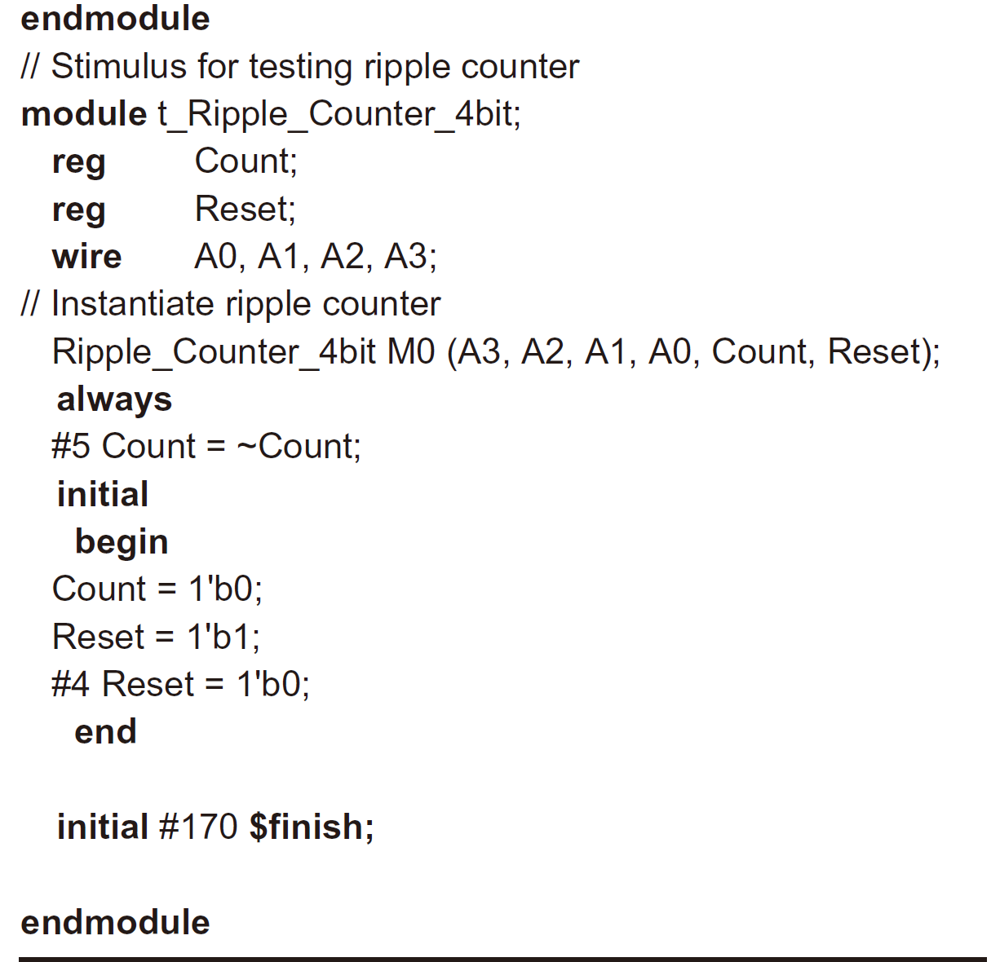 endmodule
// Stimulus for testing ripple counter
module t_Ripple_Counter_4bit;
reg Count;
reg Reset;
wire A0, A1, A2, A3;
// Instantiate ripple counter
Ripple_Counter_4bit M0 (A3, A2, A1, A0, Count, Reset);
always
#5 Count = ~Count;
initial
begin
Count = 1'b0;
Reset = 1'b1;
#4 Reset = 1'b0;
end
initial #170 $finish;
endmodule